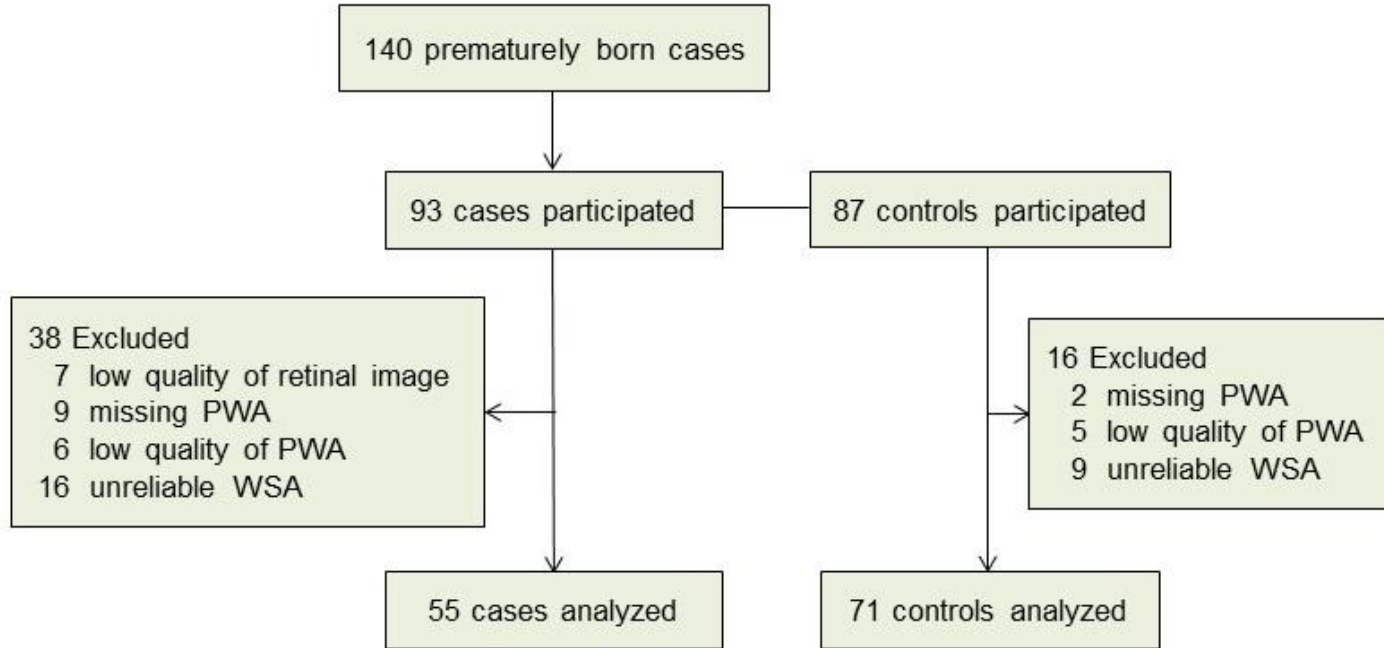 140 prematurely born cases
93 cases participated
87 controls participated
38 Excluded
7 low quality of retinal image
9 missing PWA
6 low quality of PWA
16 unreliable WSA
16 Excluded
2 missing PWA
5 low quality of PWA
9 unreliable WSA
55 cases analyzed
71 controls analyzed